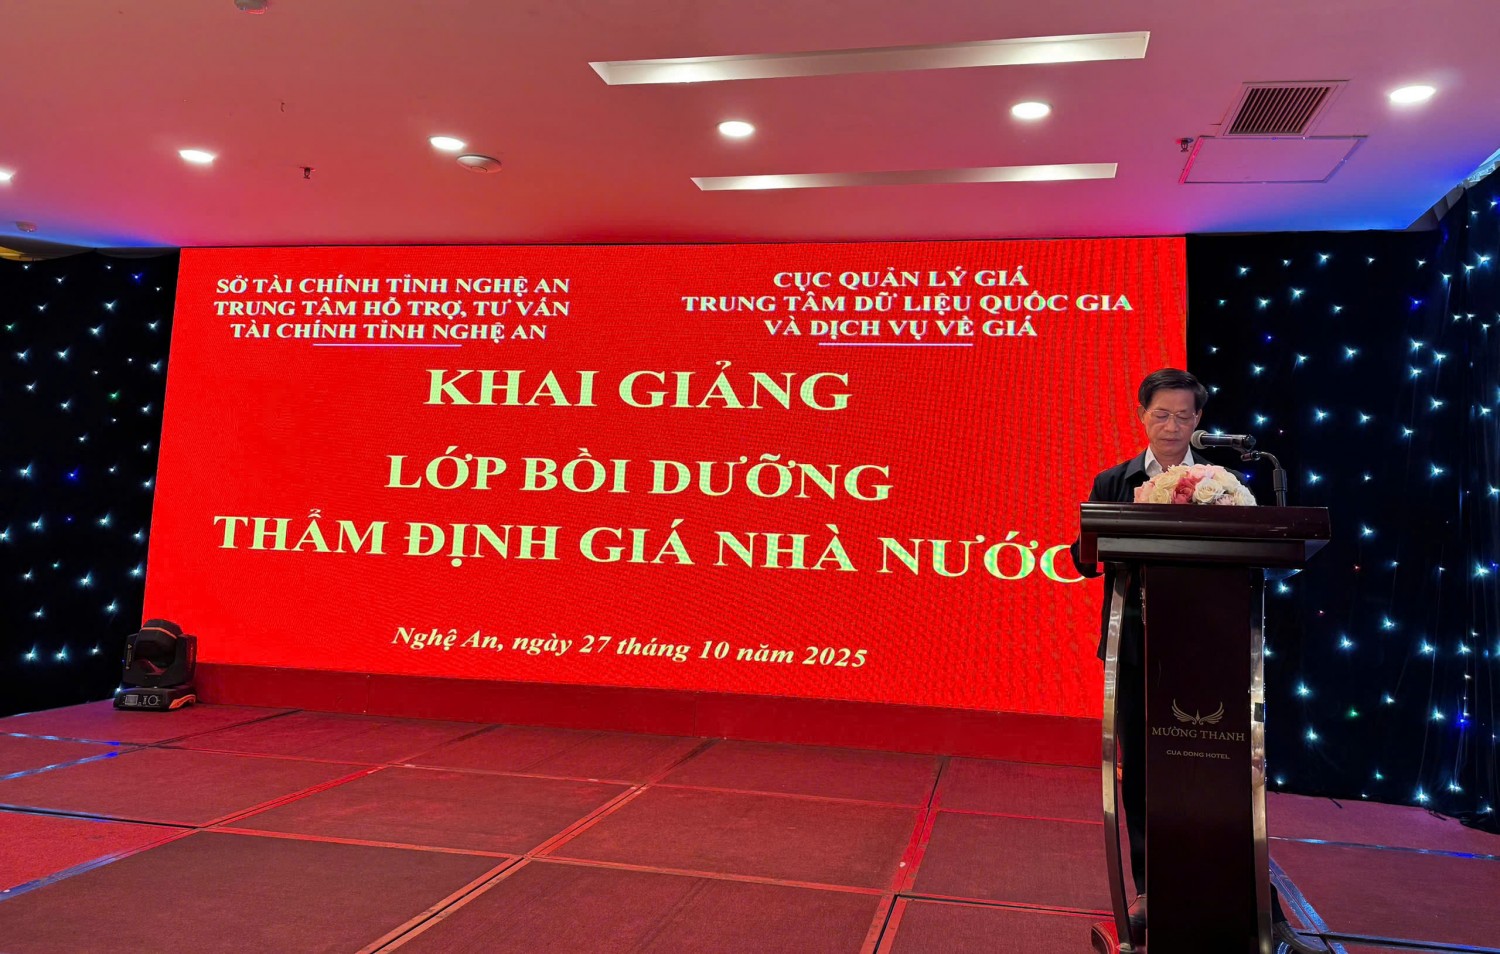 SỞ TÀI CHÍNH TỈNH NGHỆ AN
TRUNG TÂM HỖ TRỢ, TƯ VẤN
TÀI CHÍNH TỈNH NGHỆ AN
CỤC QUẢN LÝ GIÁ
TRUNG TÂM DỮ LIỆU QUỐC GIA
VÀ DỊCH VỤ VỀ GIÁ
KHAI GIẢNG
LỚP BỒI DƯỠNG
THẨM ĐỊNH GIÁ NHÀ NƯỚC
Nghệ An, ngày 27 tháng 10 năm 2025
MƯỜNG THANH
CUA DONG HOTEL